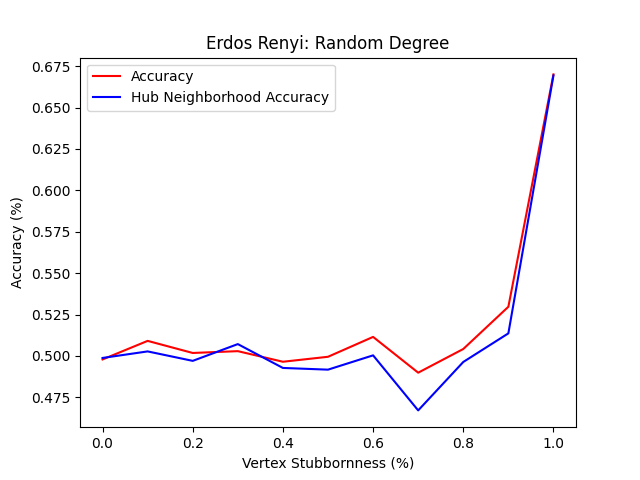 Erdos Renyi: Random Degree
Accuracy
Hub Neighborhood Accuracy
0.675
0.650
0.625
0.600
0.575
0.550
0.525
0.500
0.475
Accuracy (%)
0.0 0.2 0.4 0.6 0.8 1.0
Vertex Stubbornness (%)